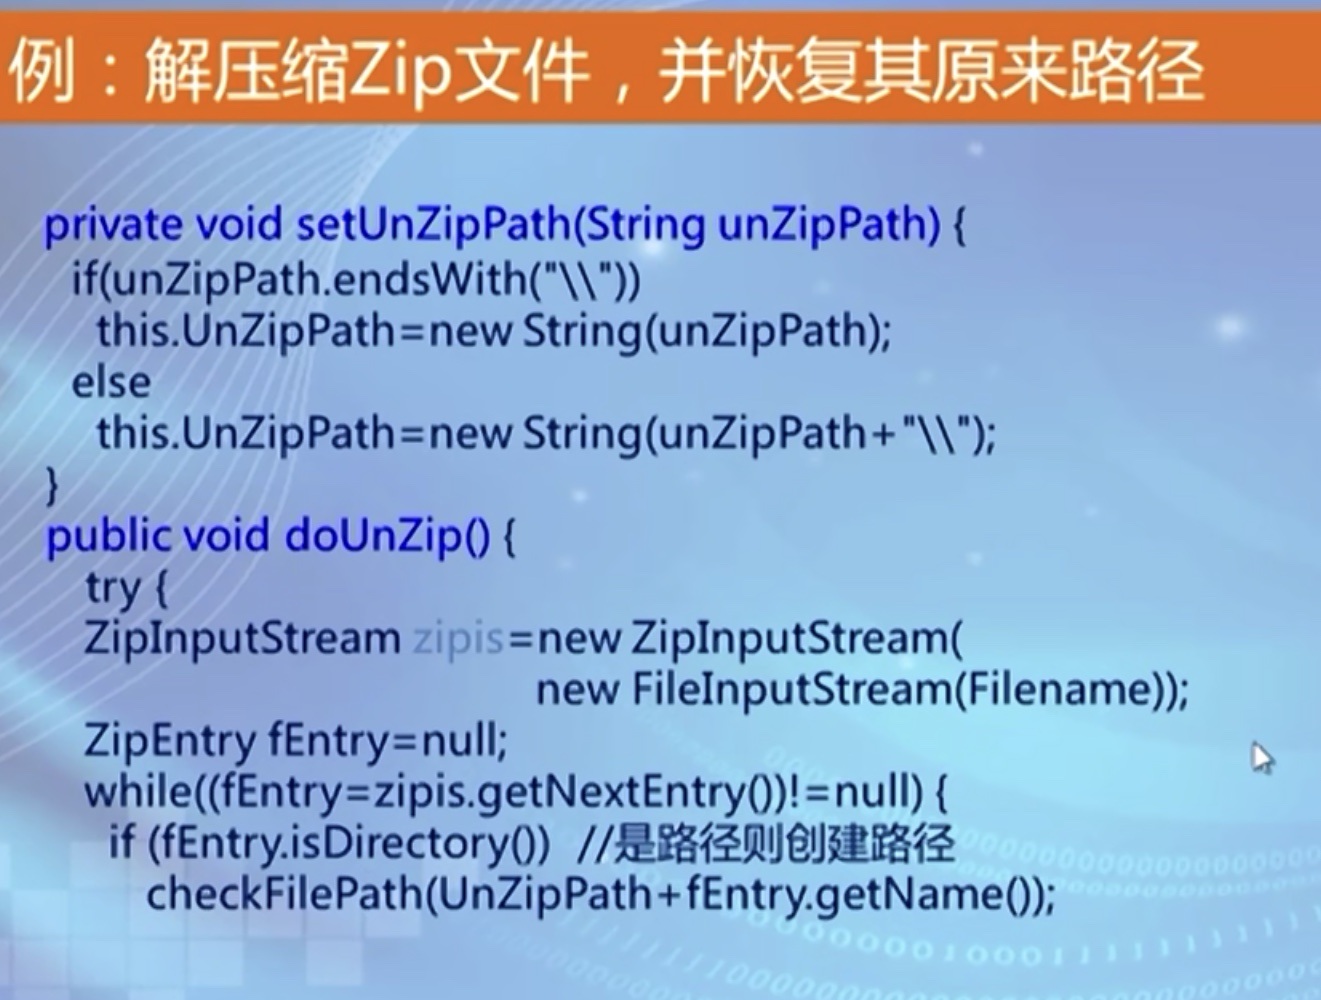 例：解压缩Zip文件，并恢复其原来路径
private void setUnZipPath(String unZipPath) {
if(unZipPath.endsWith("\\"))
this.UnZipPath=new String(unZipPath);
else
this.UnZipPath=new String(unZipPath+"\\");
}
public void doUnZip() {
try {
ZipInputStream zipis=new ZipInputStream(
new FileInputStream(Filename));
ZipEntry fEntry=null;
while((fEntry=zipis.getNextEntry())!=null) {
if (fEntry.isDirectory()) //是路径则创建路径
checkFilePath(UnZipPath+fEntry.getName());